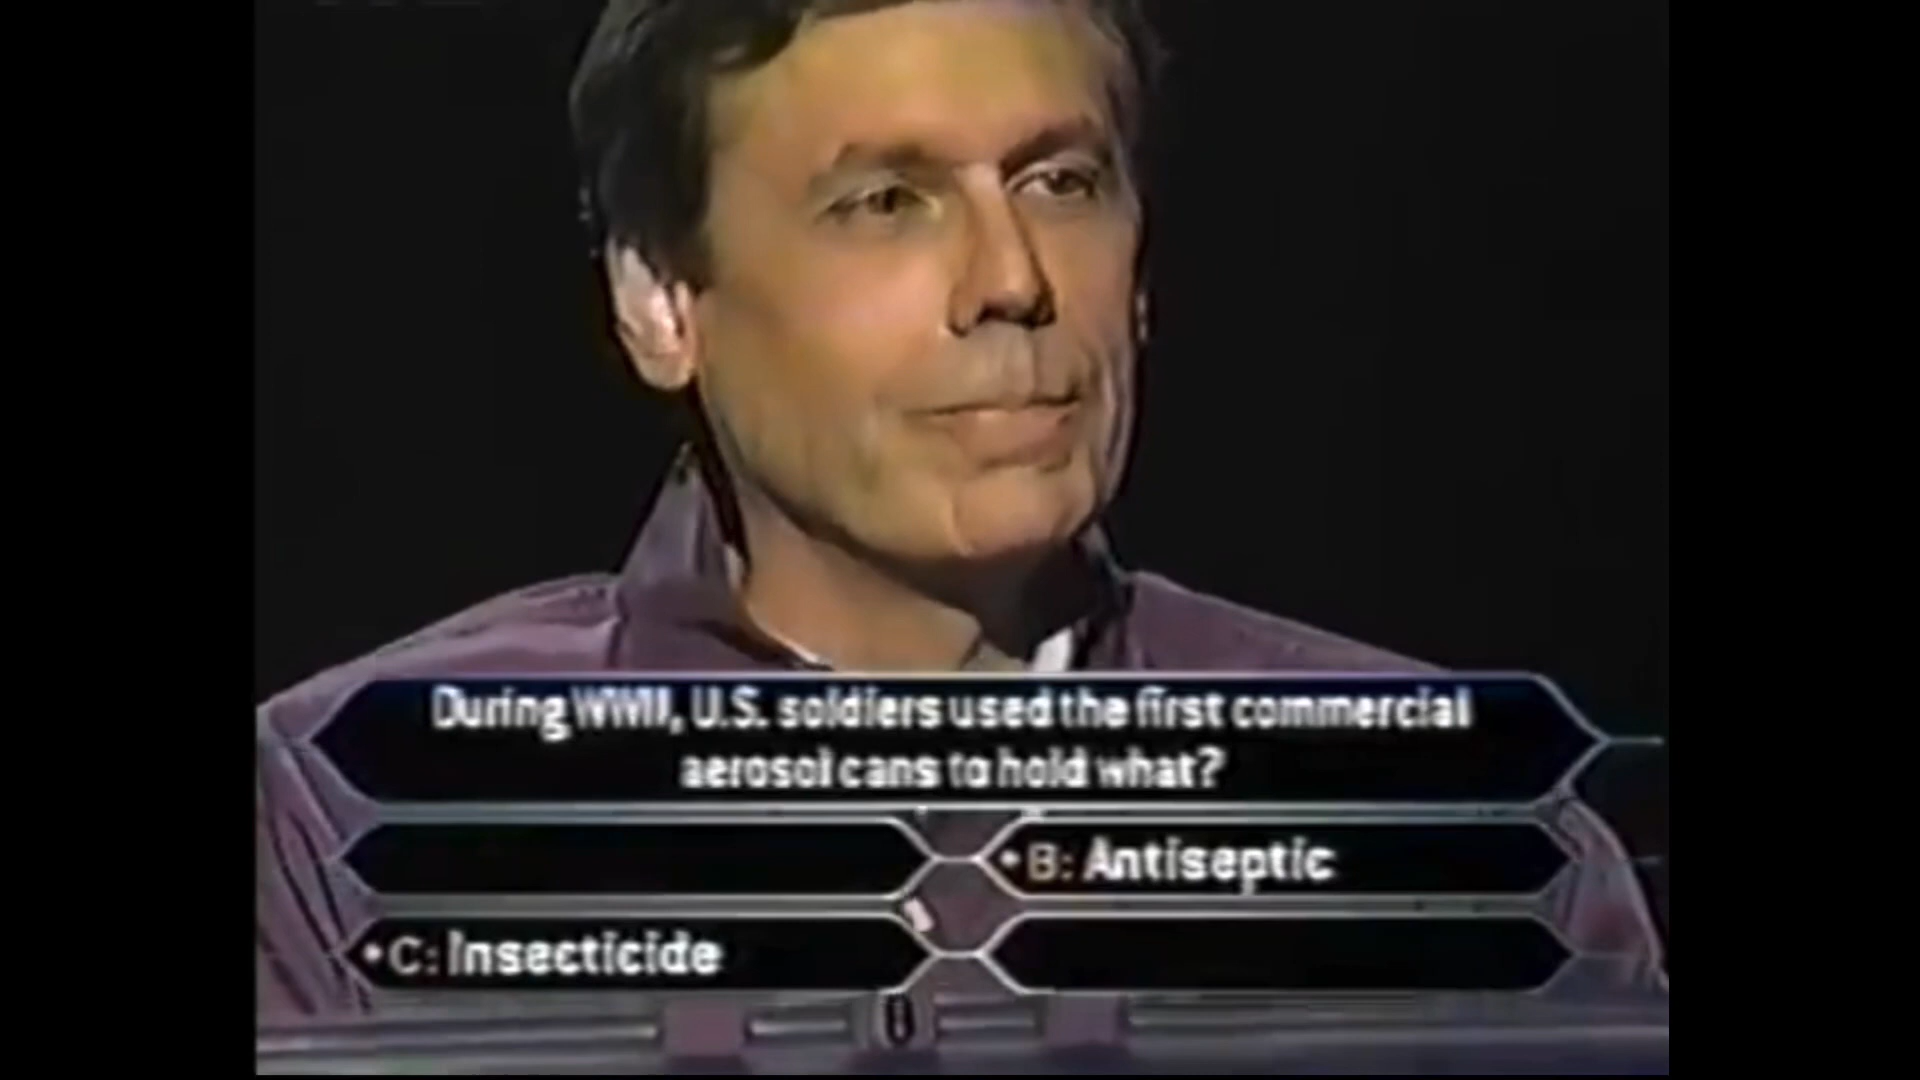 During WWII, U.S. soldiers used the first commercial
aerosol cans to hold what?
•B: Antiseptic
•C: Insecticide